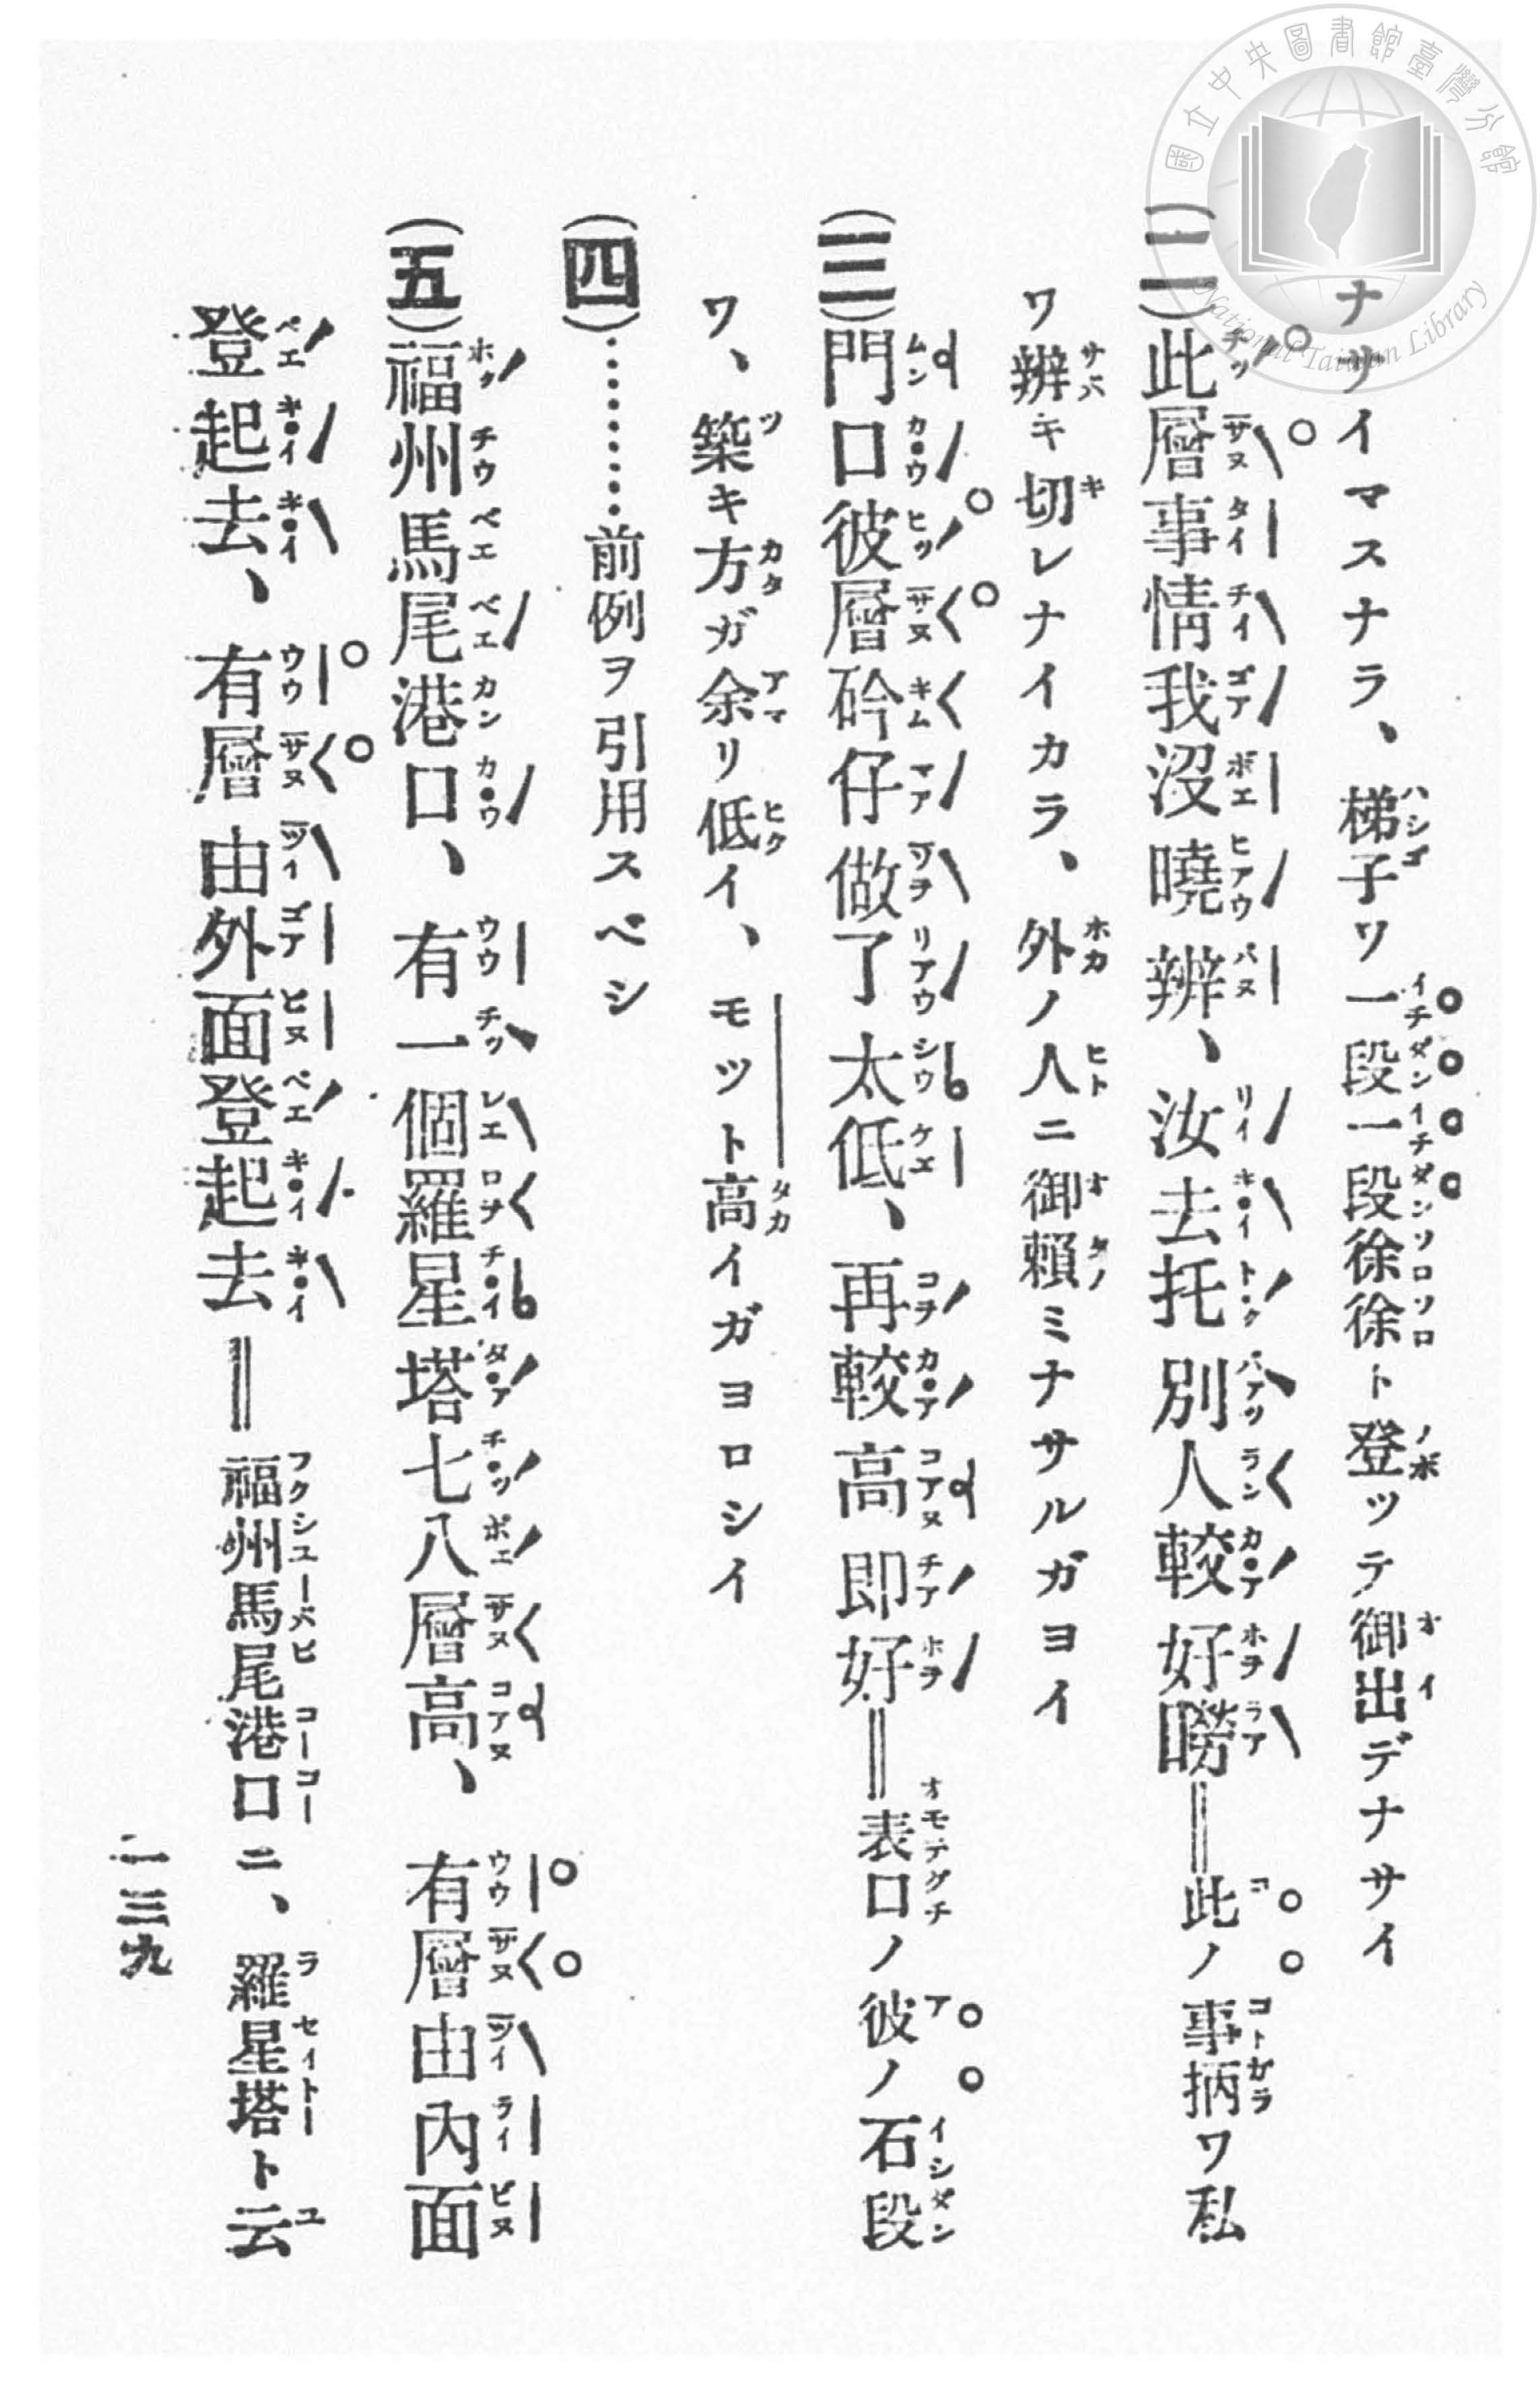 ナサイマスナラ、梯子ワ一段一段徐徐ト登ツテ御出デナサイ
(二)此層事情我沒曉辨、汝去托別人較好嘮‖此ノ事柄ワ私
ワ辨キ切レナイカラ、外ノ人ニ御賴ミナサルガヨイ
(三)門口彼層砛仔做了太低、再較高即好‖表口ノ彼ノ石段
ワ、築キ方ガ余リ低イ、モツト高イガヨロシイ
(四)………前例ヲ引用スベシ
(五)福州馬尾港口、有一個羅星塔七八層高、有層由內面
登起去、有層由外面登起去‖福州馬尾港口ニ、羅星塔ト云
一三九
國立中央圖書館臺灣分館
National Taiwan Library